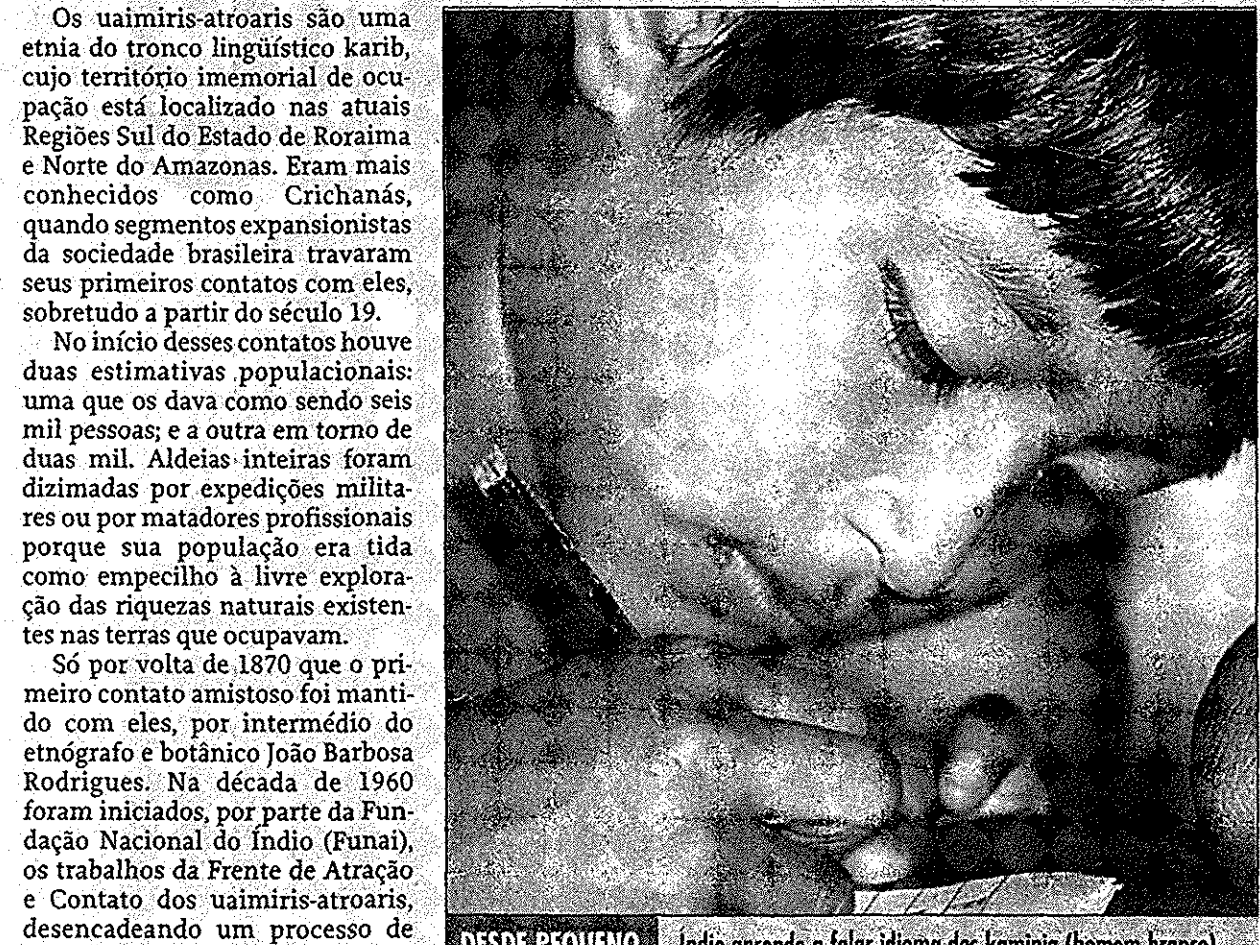 Os uaimiris-atroaris são uma
etnia do tronco lingüístico karib,
cujo território imemorial de ocu-
pação está localizado nas atuais
Regiões Sul do Estado de Roraima
e Norte do Amazonas. Eram mais
conhecidos como Crichanás,
quando segmentos expansionistas
da sociedade brasileira travaram
seus primeiros contatos com eles,
sobretudo a partir do século 19.
No início desses contatos houve
duas estimativas populacionais:
uma que os dava como sendo seis
mil pessoas; e a outra em torno de
duas mil. Aldeias inteiras foram
dizimadas por expedições milita-
res ou por matadores profissionais
porque sua população era tida
como empecilho à livre explora-
ção das riquezas naturais existen-
tes nas terras que ocupavam.
Só por volta de 1870 que o pri-
meiro contato amistoso foi manti-
do com eles, por intermédio do
etnógrafo e botânico João Barbosa
Rodrigues. Na década de 1960
foram iniciados, por parte da Fun-
dação Nacional do Índio (Funai),
os trabalhos da Frente de Atração
e Contato dos uaimiris-atroaris,
desencadeando um processo de
DESDE PEQUENO Índio aprende a falar idioma dos kaminja (homem branco)